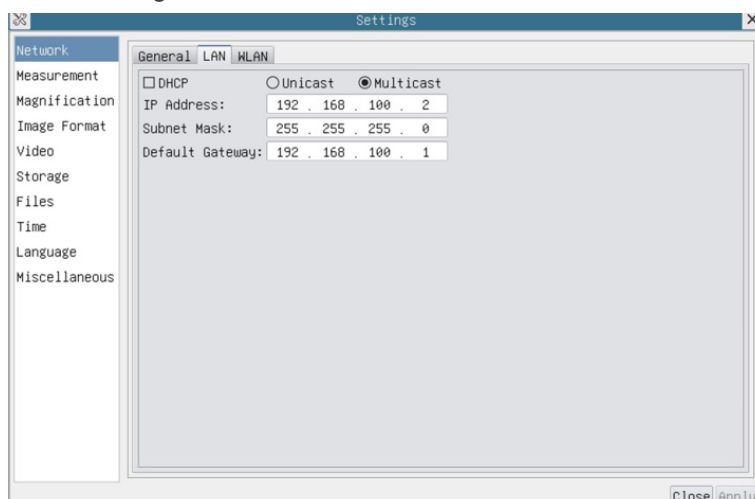 Settings
Network
Measurement
Magnification
Image Format
Video
Storage
Files
Time
Language
Miscellaneous
General LAN WLAN
DHCP Unicast Multicast
IP Address: 192 . 168 . 100 . 2
Subnet Mask: 255 . 255 . 255 . 0
Default Gateway: 192 . 168 . 100 . 1
Close Apply